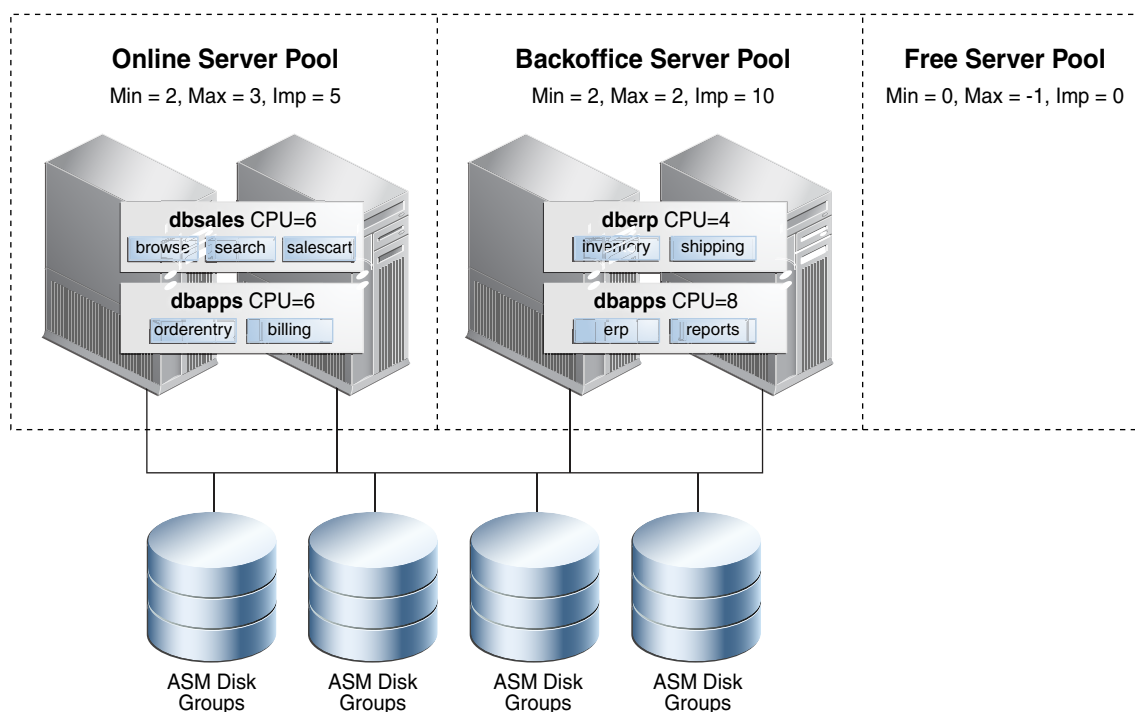 Online Server Pool
Min = 2, Max = 3, Imp = 5
Backoffice Server Pool
Min = 2, Max = 2, Imp = 10
Free Server Pool
Min = 0, Max = -1, Imp = 0
dbsales CPU=6
browse search salescart
dbapps CPU=6
orderentry billing
dberp CPU=4
inventory shipping
dbapps CPU=8
erp reports
ASM Disk
Groups
ASM Disk
Groups
ASM Disk
Groups
ASM Disk
Groups